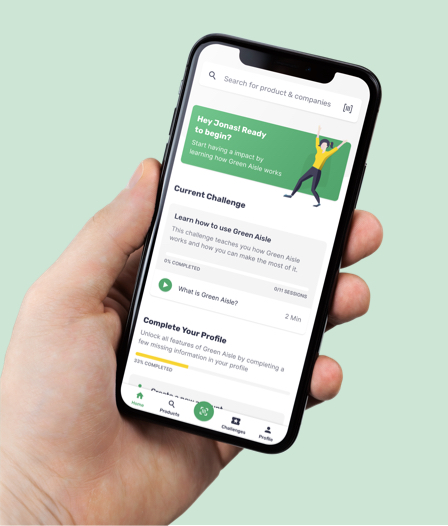 Search for product & companies
Hey Jonas! Ready
to begin?
Start having a impact by
learning how Green Aisle works
Current Challenge
Learn how to use Green Aisle
This challenge teaches you how Green Aisle
works and how you can make the most of it.
0% COMPLETED
0/11 SESSIONS
What is Green Aisle?
2 Min
Complete Your Profile
Unlock all features of Green Aisle by completing a
few missing information in your profile
33% COMPLETED
Home
Products
Challenges
Profile